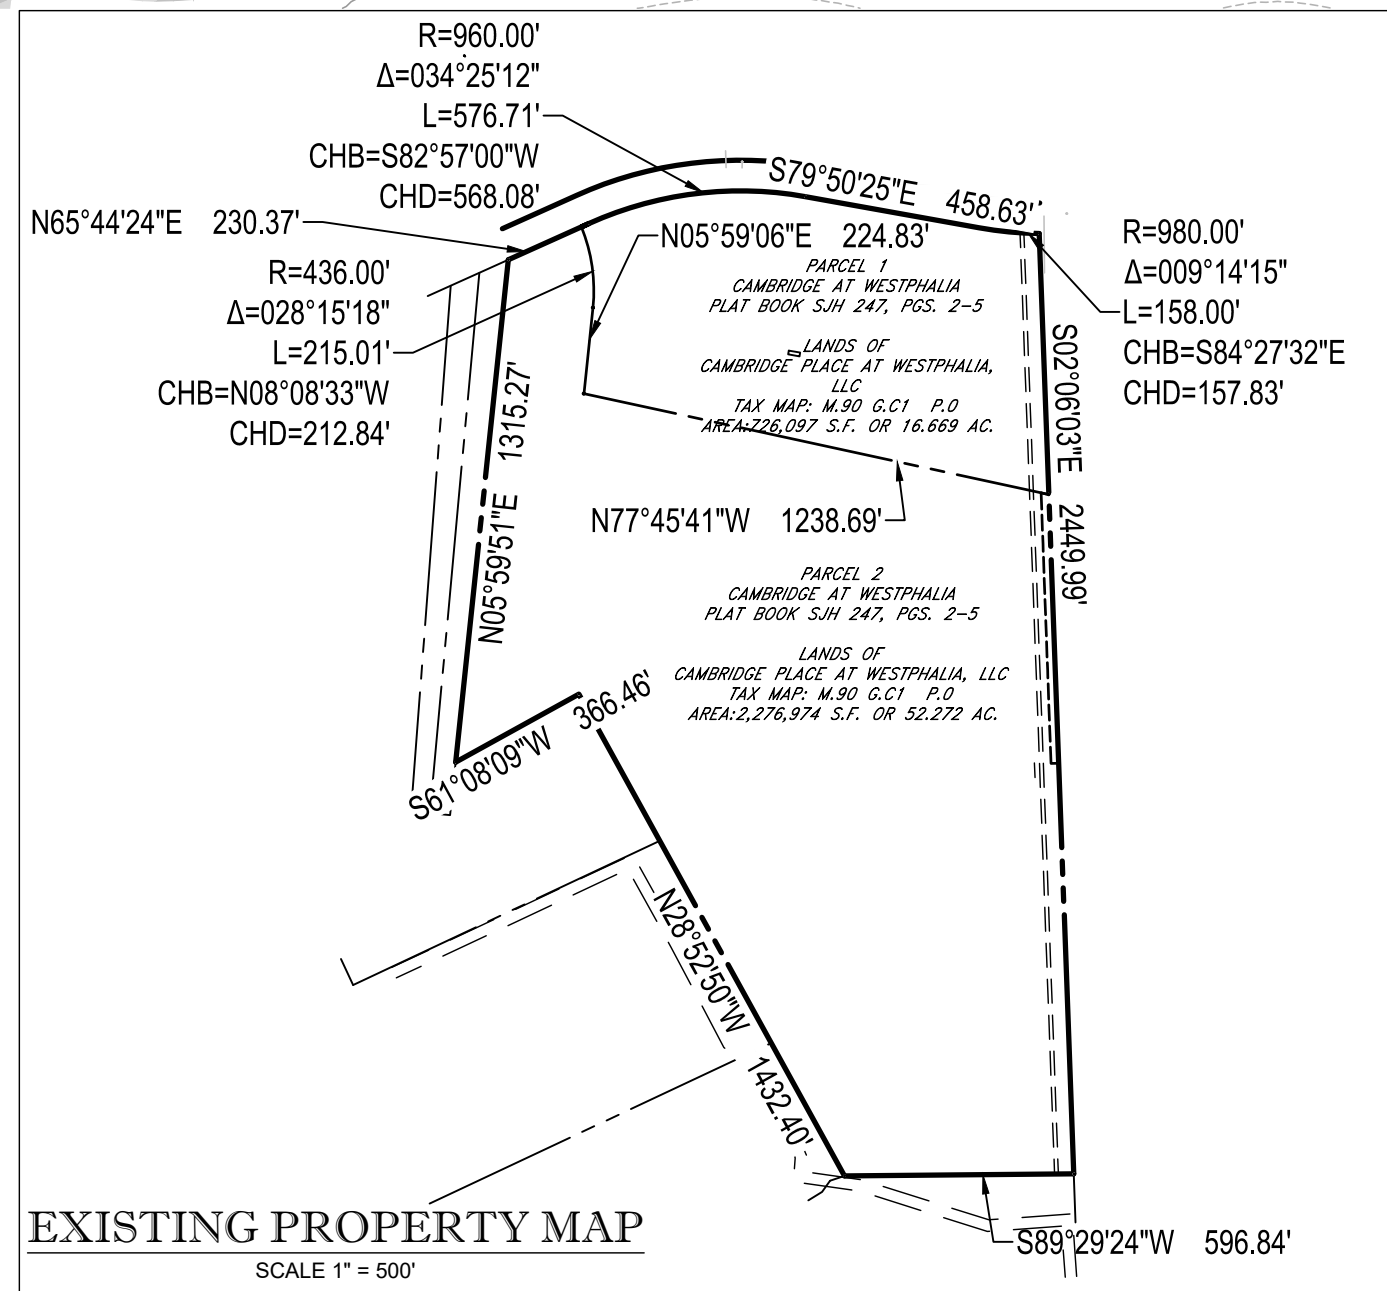 R=960.00'
Δ=034°25'12"
L=576.71'
CHB=S82°57'00"W
CHD=568.08'
S79°50'25"E 458.63'
N65°44'24"E 230.37'
N05°59'06"E 224.83'
R=980.00'
Δ=009°14'15"
L=158.00'
CHB=S84°27'32"E
CHD=157.83'
R=436.00'
Δ=028°15'18"
L=215.01'
CHB=N08°08'33"W
CHD=212.84'
PARCEL 1
CAMBRIDGE AT WESTPHALIA
PLAT BOOK SJH 247, PGS. 2-5
LANDS OF
CAMBRIDGE PLACE AT WESTPHALIA,
LLC
TAX MAP: M.90 G.C1 P.0
AREA:726,097 S.F. OR 16.669 AC.
S02°06'03"E 2449.99'
N05°59'51"E 1315.27'
N77°45'41"W 1238.69'
PARCEL 2
CAMBRIDGE AT WESTPHALIA
PLAT BOOK SJH 247, PGS. 2-5
LANDS OF
CAMBRIDGE PLACE AT WESTPHALIA, LLC
TAX MAP: M.90 G.C1 P.0
AREA:2,276,974 S.F. OR 52.272 AC.
S61°08'09"W 366.46'
N28°52'50"W 1432.40'
S89°29'24"W 596.84'
EXISTING PROPERTY MAP
SCALE 1" = 500'